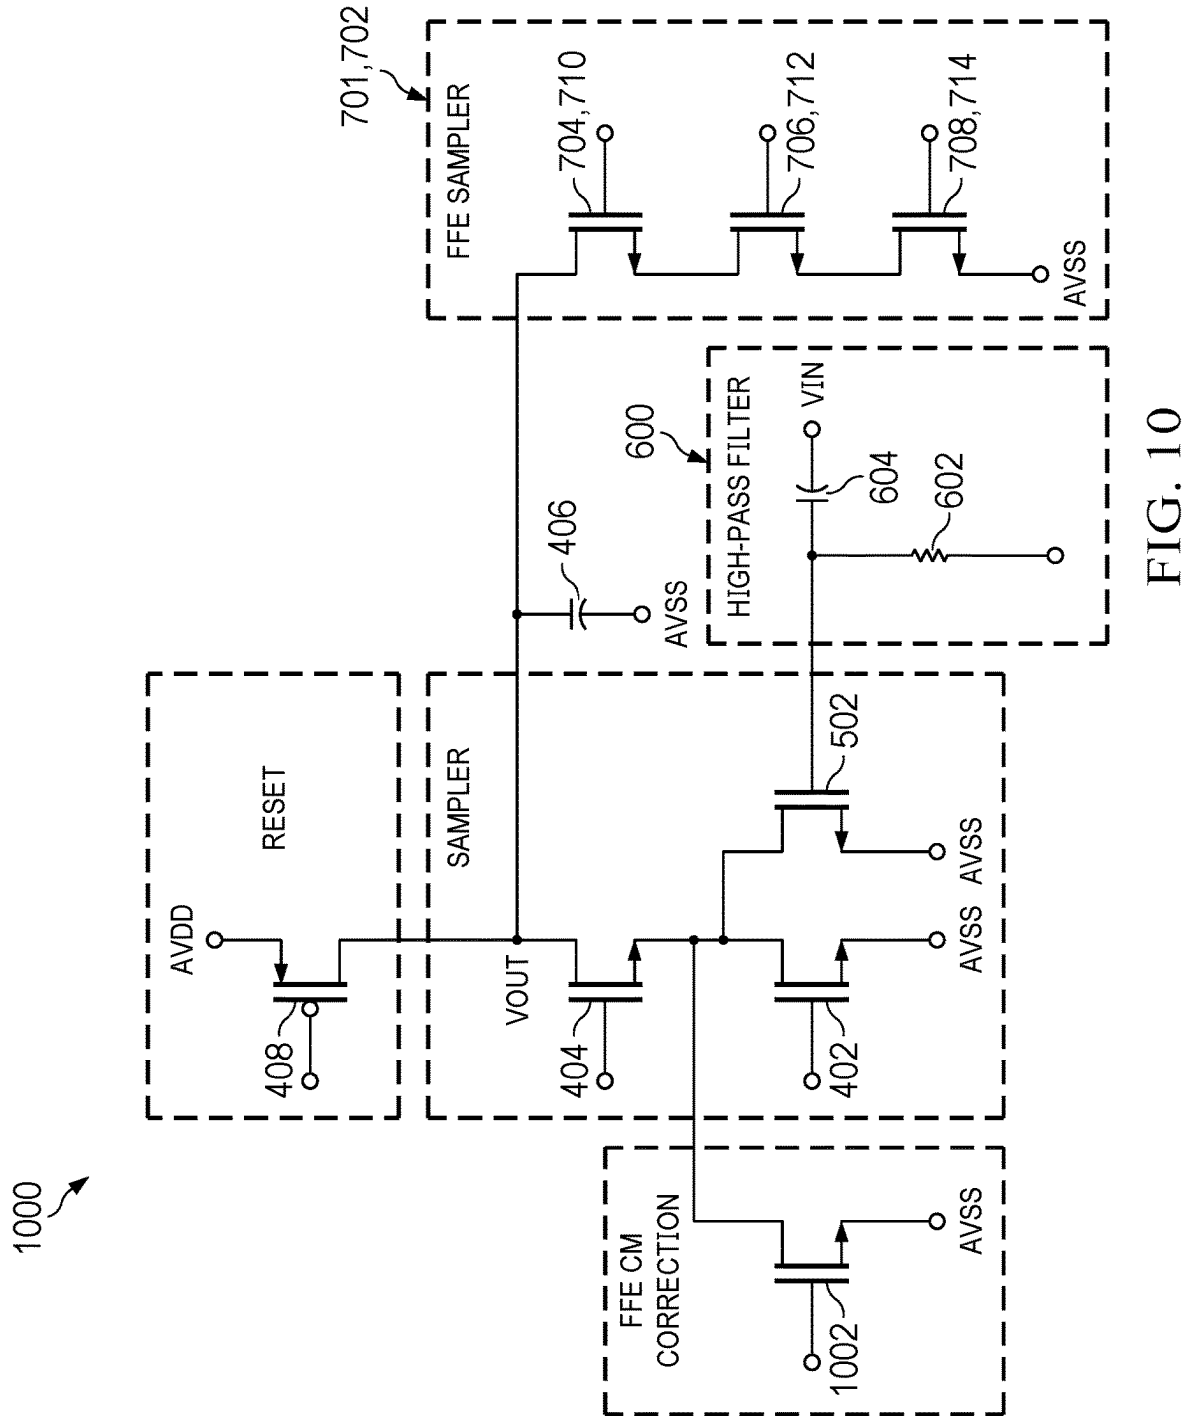 1000
AVDD
408
RESET
701,702
FFE SAMPLER
704,710
706,712
708,714
AVSS
SAMPLER
VOUT
404
406
AVSS
600
HIGH-PASS FILTER
VIN
604
602
502
AVSS
402
AVSS
FFE CM
CORRECTION
1002
AVSS
FIG. 10